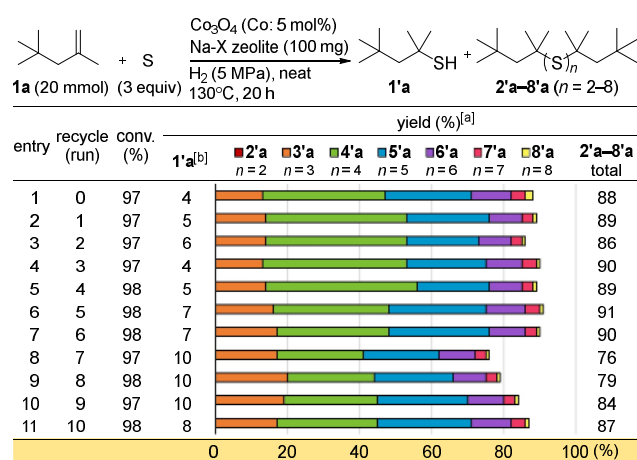 Co₃O₄ (Co: 5 mol%)
Na-X zeolite (100 mg)
+ S
SH + (S)n
H₂ (5 MPa), neat
1a (20 mmol) (3 equiv)
130°C, 20 h
1'a
2'a–8'a (n = 2–8)
yield (%)[a]
entry recycle (run) conv. (%) 1'a[b] 2'a 3'a 4'a 5'a 6'a 7'a 8'a 2'a–8'a total
n=2 n=3 n=4 n=5 n=6 n=7 n=8
1 0 97 4 88
2 1 97 5 89
3 2 97 6 86
4 3 97 4 90
5 4 98 5 89
6 5 98 7 91
7 6 98 7 90
8 7 97 10 76
9 8 98 10 79
10 9 97 10 84
11 10 98 8 87
0 20 40 60 80 100 (%)